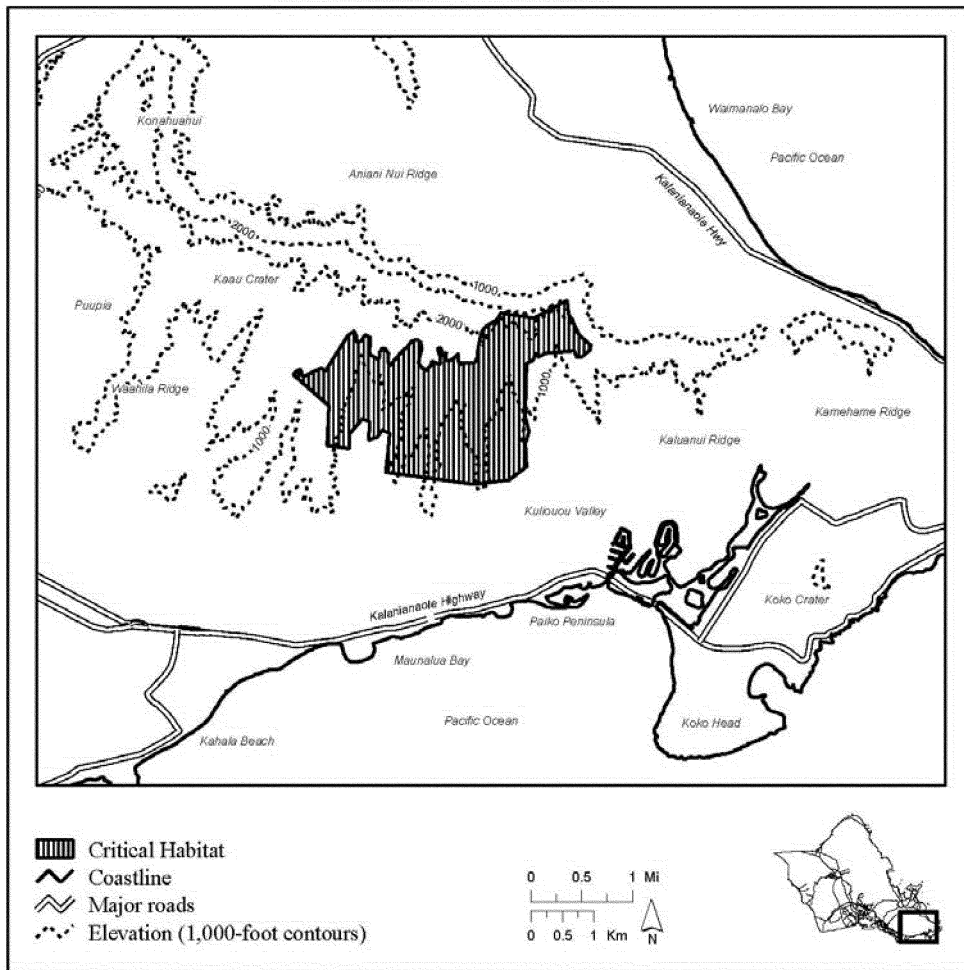 Waimanalo Bay
Konahuanui
Pacific Ocean
Aniani Nui Ridge
Kalanianaole Hwy
2000
Kaau Crater
1000
Puupia
2000
Waahila Ridge
1000
Kamehame Ridge
1000
Kaluanui Ridge
Kuliouou Valley
Koko Crater
Kalanianaole Highway
Paiko Peninsula
Maunalua Bay
Pacific Ocean
Koko Head
Kahala Beach
Critical Habitat
Coastline
Major roads
Elevation (1,000-foot contours)
0 0.5 1 Mi
0 0.5 1 Km
N